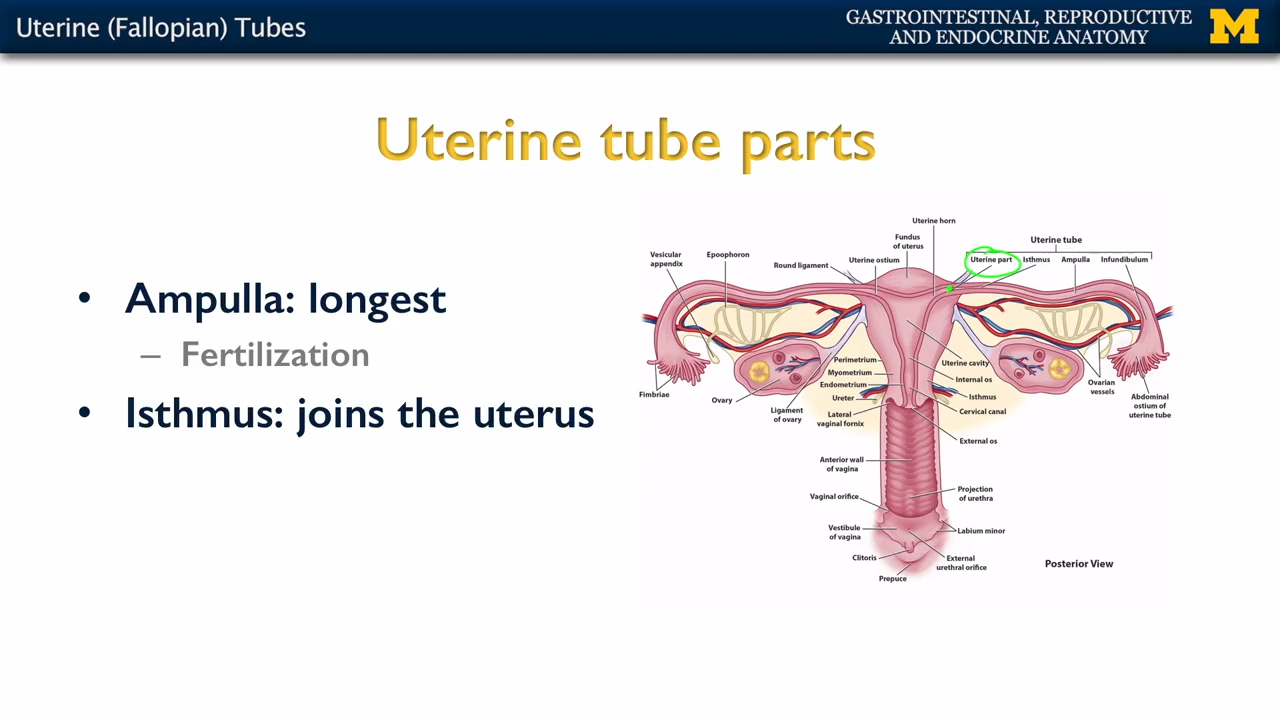 Uterine (Fallopian) Tubes
GASTROINTESTINAL, REPRODUCTIVE
AND ENDOCRINE ANATOMY
M
Uterine tube parts
• Ampulla: longest
– Fertilization
• Isthmus: joins the uterus
Uterine horn
Fundus
of uterus
Uterine tube
Vesicular
appendix
Epoophoron
Round ligament
Uterine ostium
Uterine part
Isthmus
Ampulla
Infundibulum
Perimetrium
Myometrium
Endometrium
Ureter
Lateral
vaginal fornix
Uterine cavity
Internal os
Isthmus
Cervical canal
External os
Fimbriae
Ovary
Ligament
of ovary
Ovarian
vessels
Abdominal
ostium of
uterine tube
Anterior wall
of vagina
Vaginal orifice
Projection
of urethra
Vestibule
of vagina
Labium minor
Clitoris
External
urethral orifice
Prepuce
Posterior View